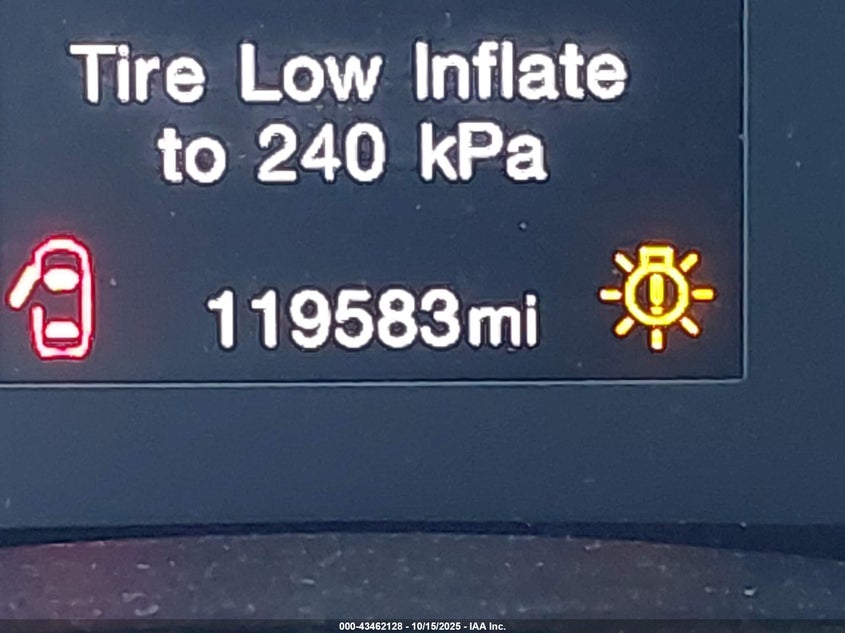 Tire Low Inflate
to 240 kPa
119583mi
000-43462128 - 10/15/2025 - IAA Inc.